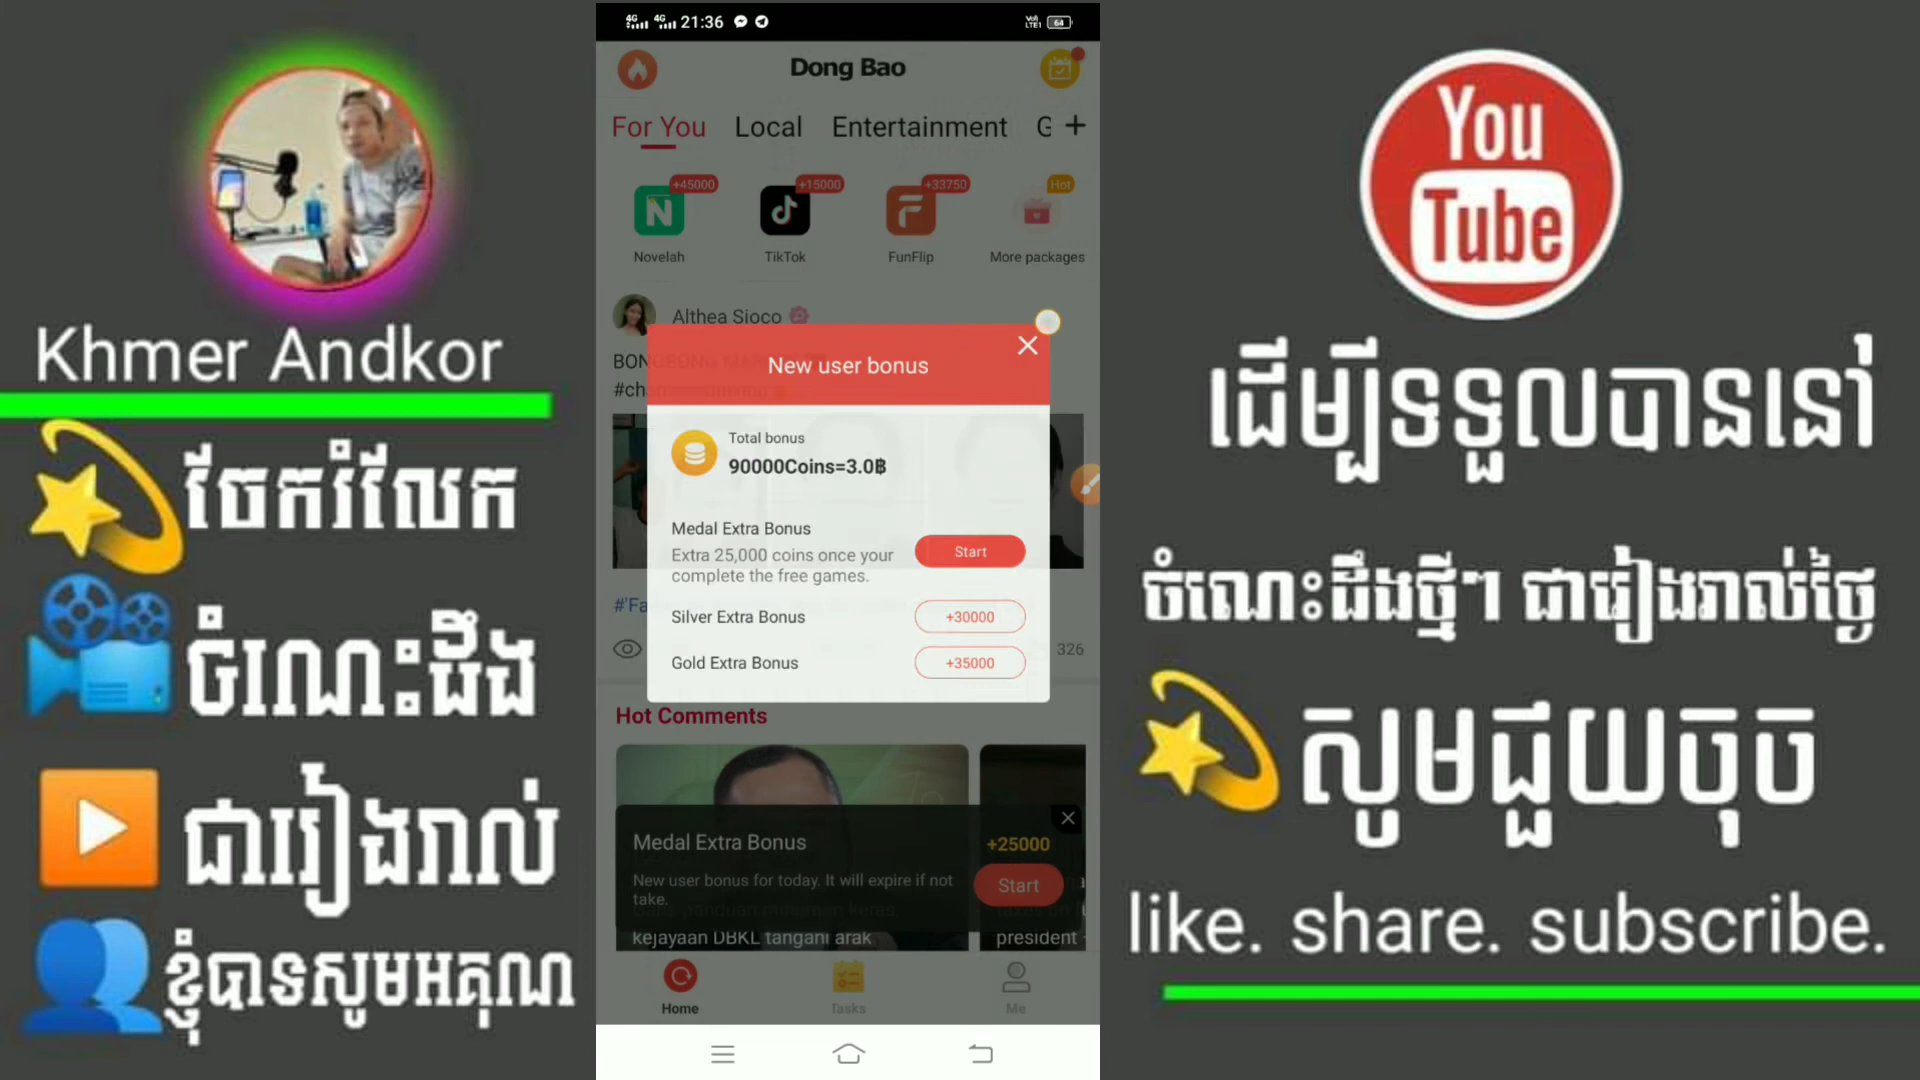 Khmer Andkor
ចែករំលែក
ចំណេះដឹង
ជារៀងរាល់
ខ្ញុំបាទសូមអគុណ
4G 4G 21:36
VoLTE1 64
Dong Bao
For You Local Entertainment G +
+45000 +15000 +33750 Hot
Novelah TikTok FunFlip More packages
Althea Sioco
New user bonus
Total bonus
90000Coins=3.0฿
Medal Extra Bonus
Extra 25,000 coins once your
complete the free games.
Start
Silver Extra Bonus +30000
Gold Extra Bonus +35000
326
Hot Comments
Medal Extra Bonus
+25000
New user bonus for today. It will expire if not
take.
Start
kejayaan DBKL tangani arak
president
Home Tasks Me
You
Tube
ដើម្បីទទួលបាននៅ
ចំណេះដឹងថ្មីៗ ជារៀងរាល់ថ្ងៃ
សូមជួយចុច
like. share. subscribe.